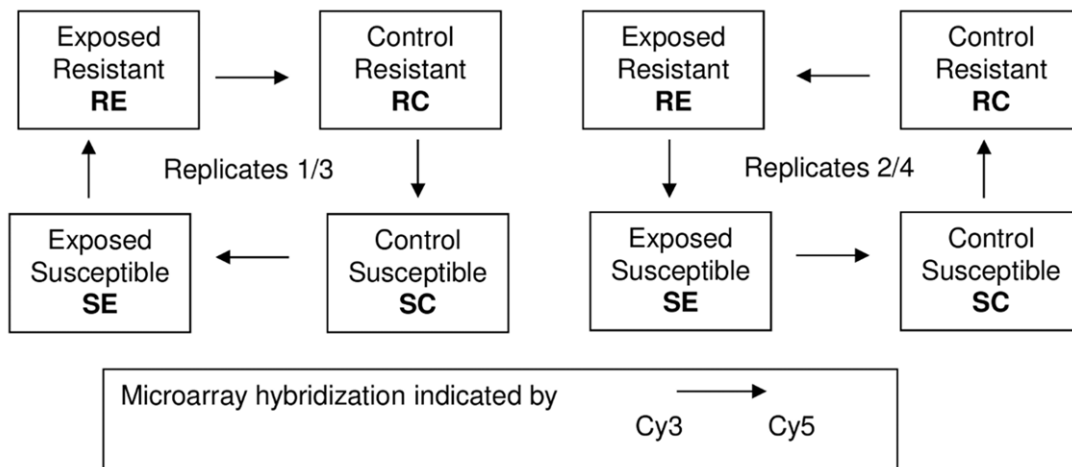 Exposed
Resistant
RE
Control
Resistant
RC
Replicates 1/3
Exposed
Susceptible
SE
Control
Susceptible
SC
Exposed
Resistant
RE
Control
Resistant
RC
Replicates 2/4
Exposed
Susceptible
SE
Control
Susceptible
SC
Microarray hybridization indicated by
Cy3 Cy5